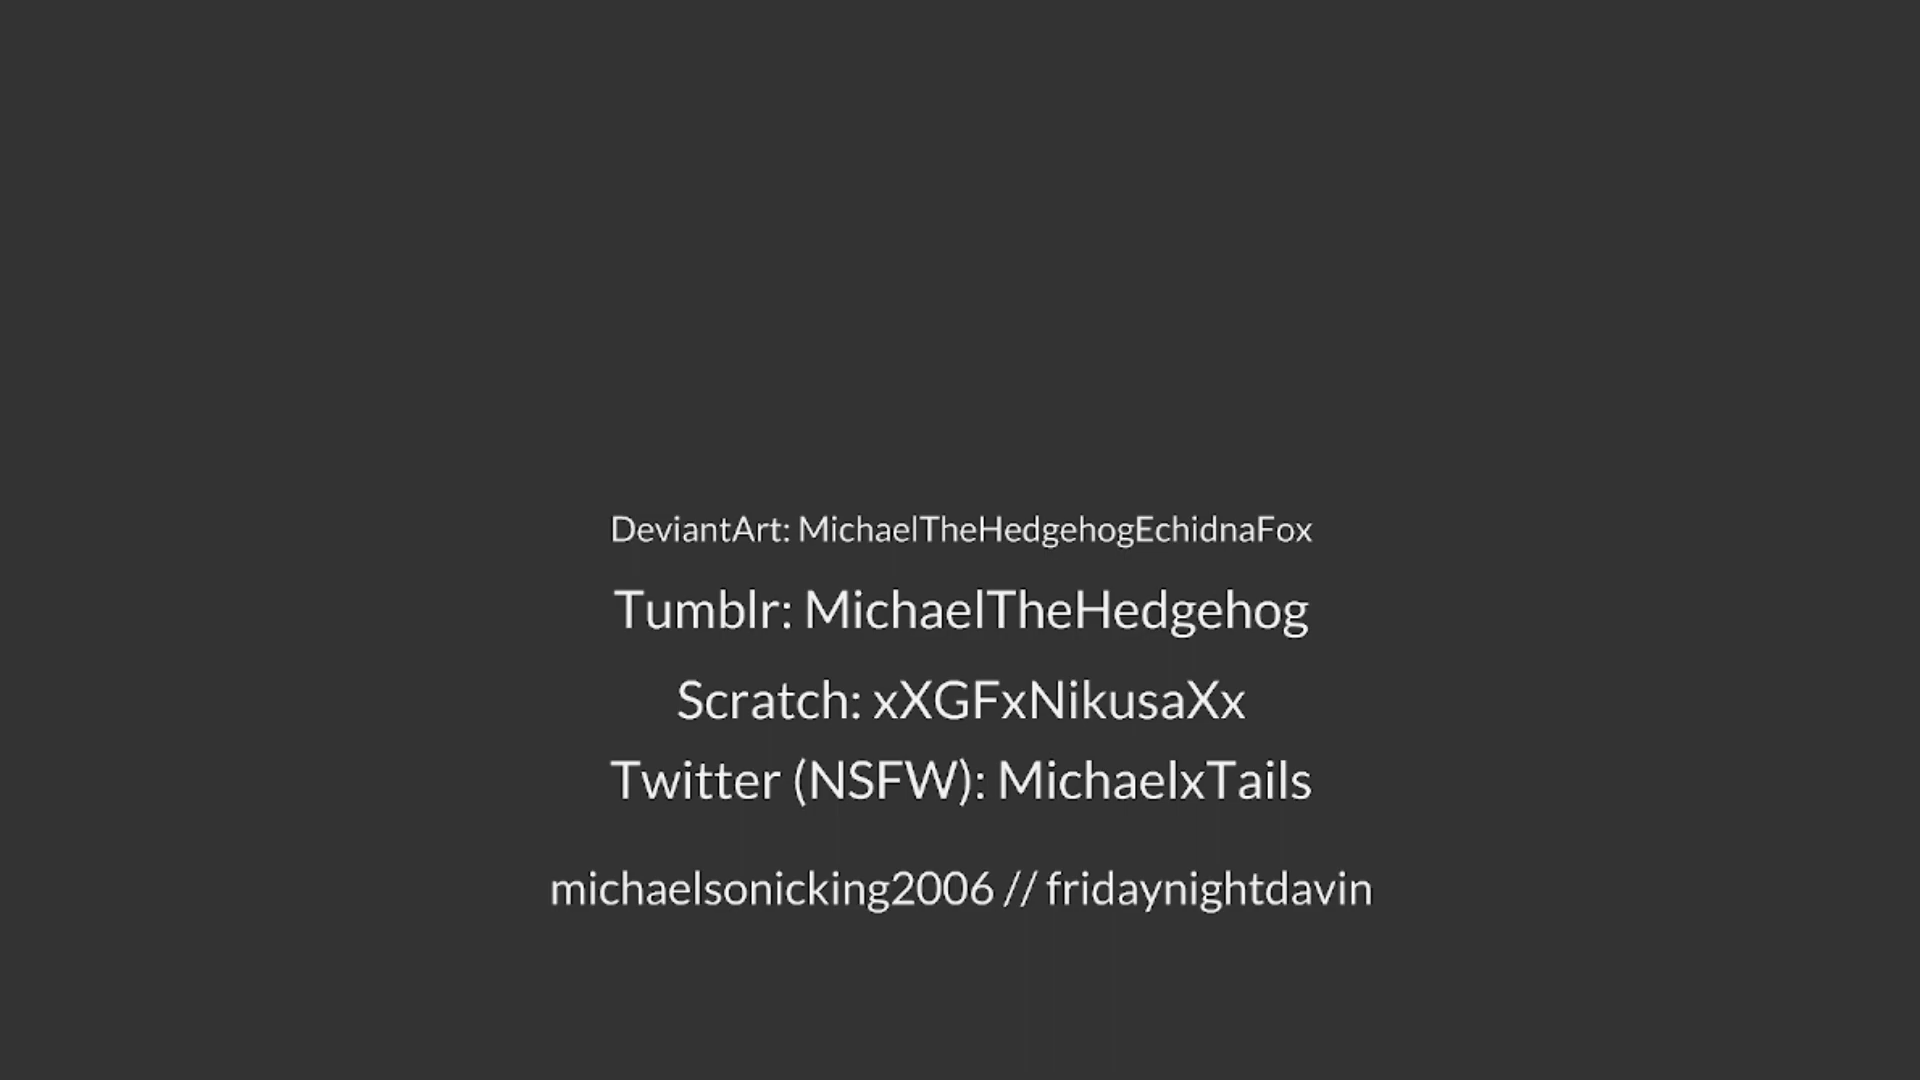 DeviantArt: MichaelTheHedgehogEchidnaFox
Tumblr: MichaelTheHedgehog
Scratch: xXGFxNikusaXx
Twitter (NSFW): MichaelxTails
michaelsonicking2006 // fridaynightdavin